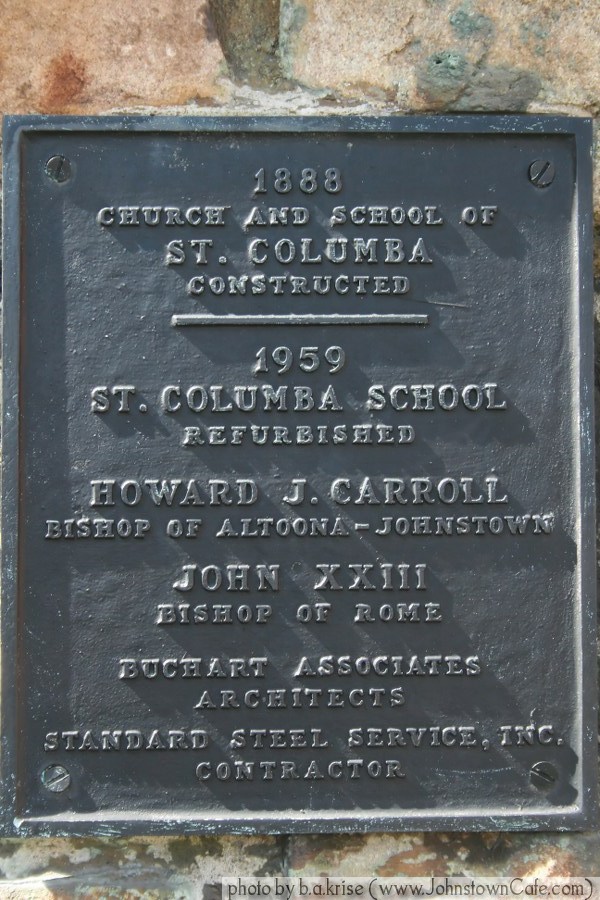 1888
CHURCH AND SCHOOL OF
ST. COLUMBA
CONSTRUCTED
1959
ST. COLUMBA SCHOOL
REFURBISHED
HOWARD J. CARROLL
BISHOP OF ALTOONA-JOHNSTOWN
JOHN XXIII
BISHOP OF ROME
BUCHART ASSOCIATES
ARCHITECTS
STANDARD STEEL SERVICE, INC.
CONTRACTOR
photo by b.a.krise (www.JohnstownCafe.com)